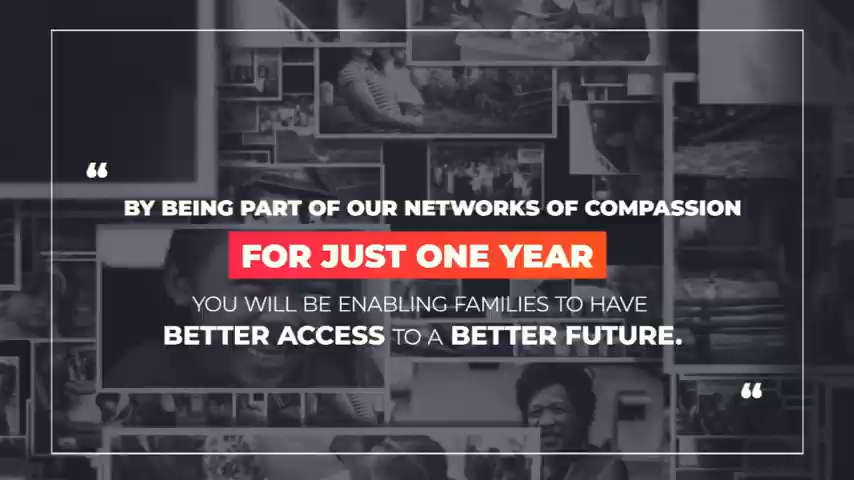 “
BY BEING PART OF OUR NETWORKS OF COMPASSION
FOR JUST ONE YEAR
YOU WILL BE ENABLING FAMILIES TO HAVE
BETTER ACCESS TO A BETTER FUTURE.
“